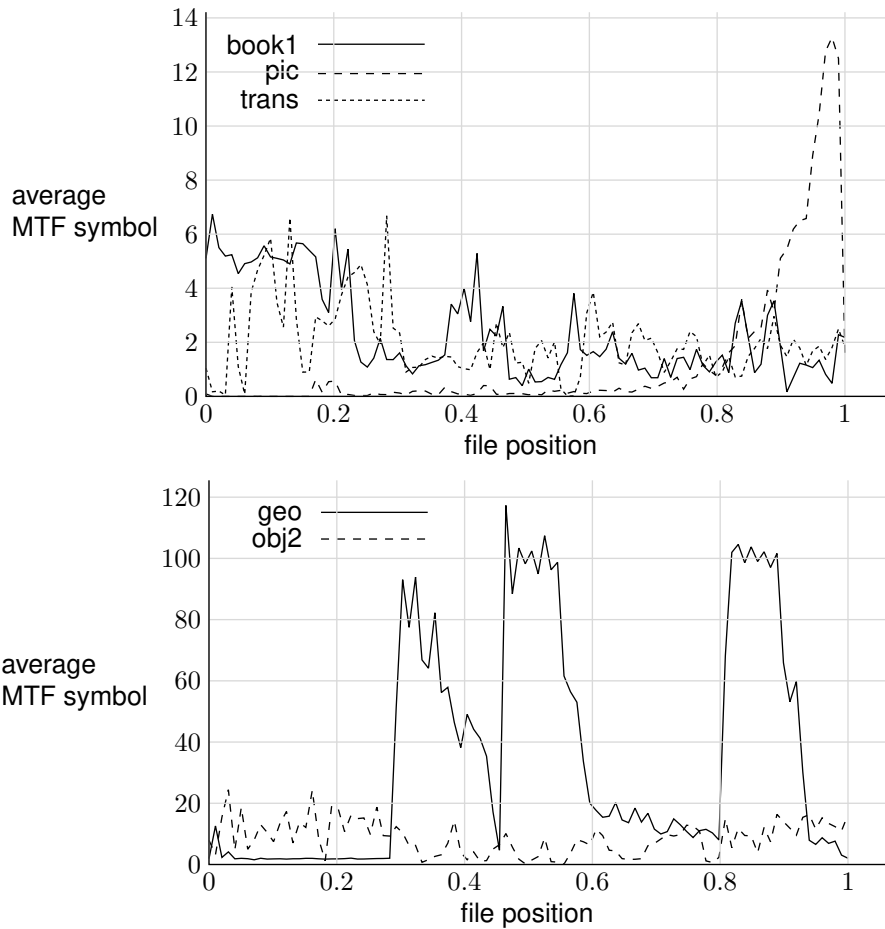 14
12
10
8
6
4
2
0
book1
pic
trans
average
MTF symbol
0 0.2 0.4 0.6 0.8 1
file position
120
100
80
60
40
20
0
geo
obj2
average
MTF symbol
0 0.2 0.4 0.6 0.8 1
file position